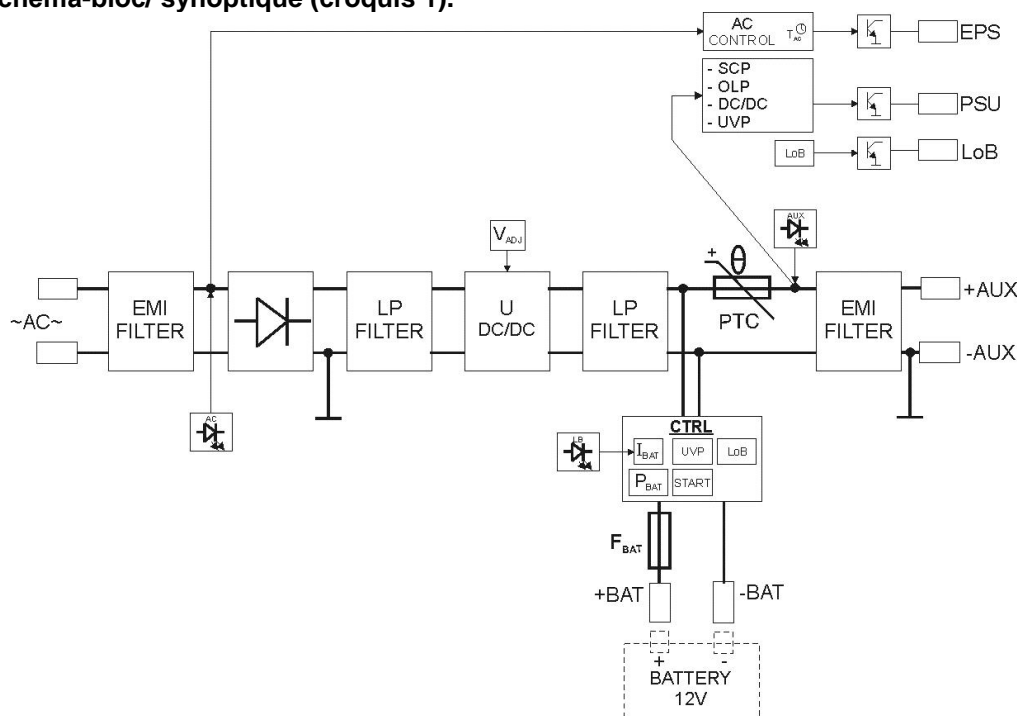 chéma-bloc/ synoptique (croquis 1).
AC
CONTROL
T AC
EPS
- SCP
- OLP
- DC/DC
- UVP
PSU
LoB
LoB
AUX
V ADJ
+ θ
~AC~
EMI
FILTER
LP
FILTER
U
DC/DC
LP
FILTER
PTC
EMI
FILTER
+AUX
-AUX
AC
CTRL
LB
I BAT
UVP
LoB
P BAT
START
F BAT
+BAT
-BAT
+ -
BATTERY
12V